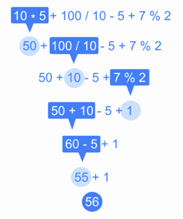 10 * 5 + 100 / 10 - 5 + 7 % 2
50 + 100 / 10 - 5 + 7 % 2
50 + 10 - 5 + 7 % 2
50 + 10 - 5 + 1
60 - 5 + 1
55 + 1
56